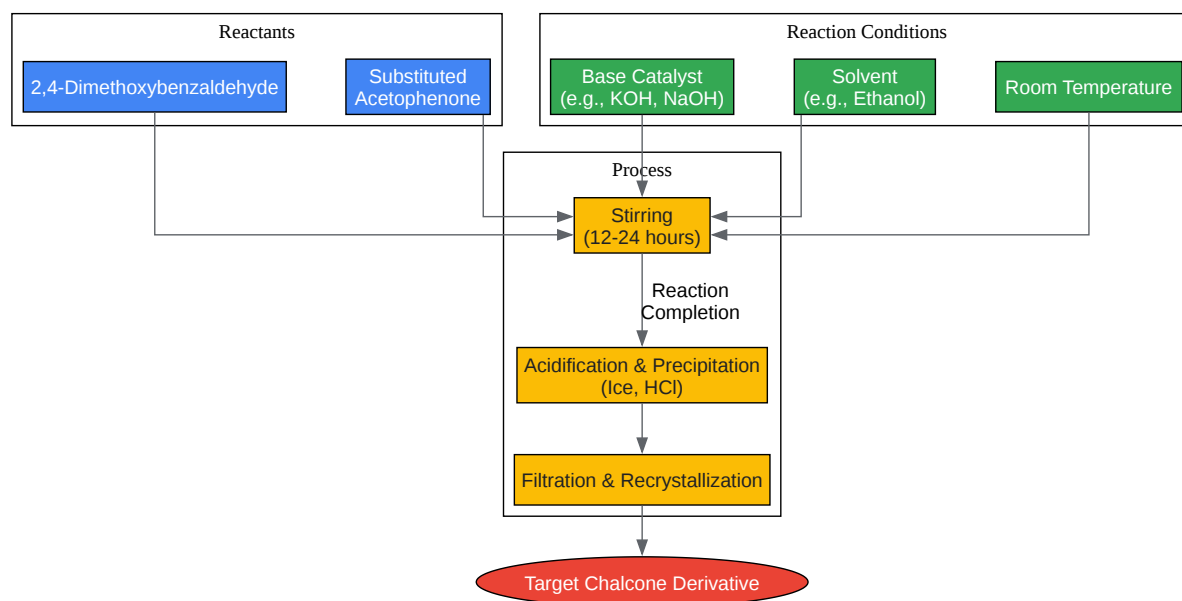 Reactants
Reaction Conditions
2,4-Dimethoxybenzaldehyde
Substituted
Acetophenone
Base Catalyst
(e.g., KOH, NaOH)
Solvent
(e.g., Ethanol)
Room Temperature
Process
Stirring
(12-24 hours)
Reaction
Completion
Acidification & Precipitation
(Ice, HCl)
Filtration & Recrystallization
Target Chalcone Derivative